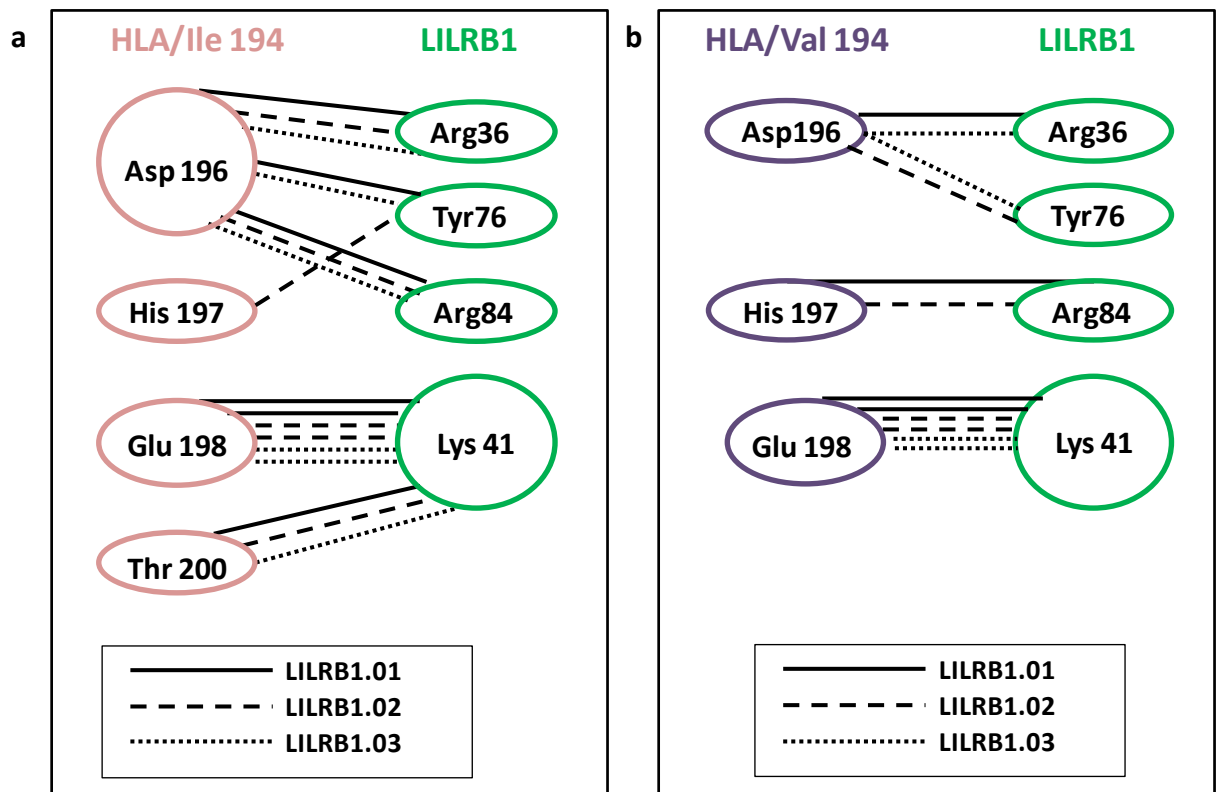 a
HLA/Ile 194 LILRB1
Asp 196
Arg36
Tyr76
His 197
Arg84
Glu 198
Lys 41
Thr 200
LILRB1.01
LILRB1.02
LILRB1.03
b
HLA/Val 194 LILRB1
Asp196
Arg36
Tyr76
His 197
Arg84
Glu 198
Lys 41
LILRB1.01
LILRB1.02
LILRB1.03